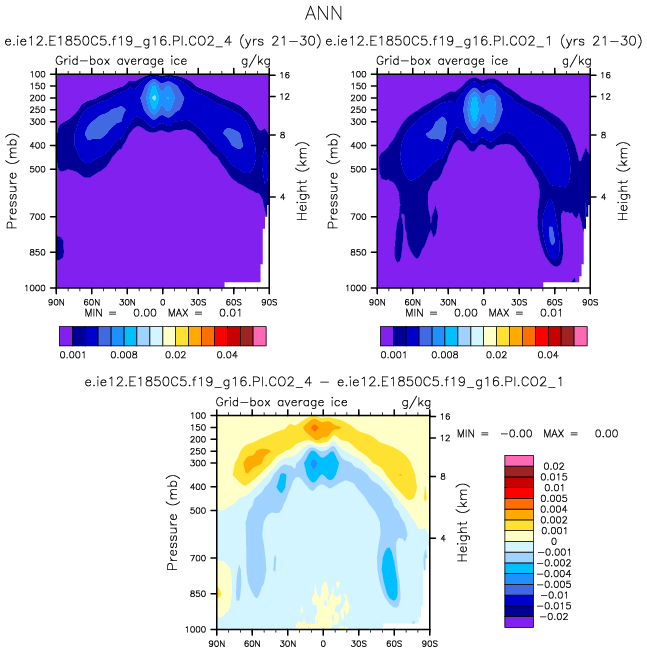 ANN
e.ie12.E1850C5.f19_g16.PI.CO2_4 (yrs 21-30) e.ie12.E1850C5.f19_g16.PI.CO2_1 (yrs 21-30)
Grid-box average ice g/kg
100
150
200
250
300
400
500
700
850
1000
Pressure (mb)
16
12
8
4
Height (km)
90N 60N 30N 0 30S 60S 90S
MIN = 0.00 MAX = 0.01
0.001 0.008 0.02 0.04
Grid-box average ice g/kg
100
150
200
250
300
400
500
700
850
1000
Pressure (mb)
16
12
8
4
Height (km)
90N 60N 30N 0 30S 60S 90S
MIN = 0.00 MAX = 0.01
0.001 0.008 0.02 0.04
e.ie12.E1850C5.f19_g16.PI.CO2_4 - e.ie12.E1850C5.f19_g16.PI.CO2_1
Grid-box average ice g/kg
100
150
200
250
300
400
500
700
850
1000
Pressure (mb)
16
12
8
4
Height (km)
90N 60N 30N 0 30S 60S 90S
MIN = -0.00 MAX = 0.00
0.02
0.015
0.01
0.005
0.004
0.002
0.001
0
-0.001
-0.002
-0.004
-0.005
-0.01
-0.015
-0.02